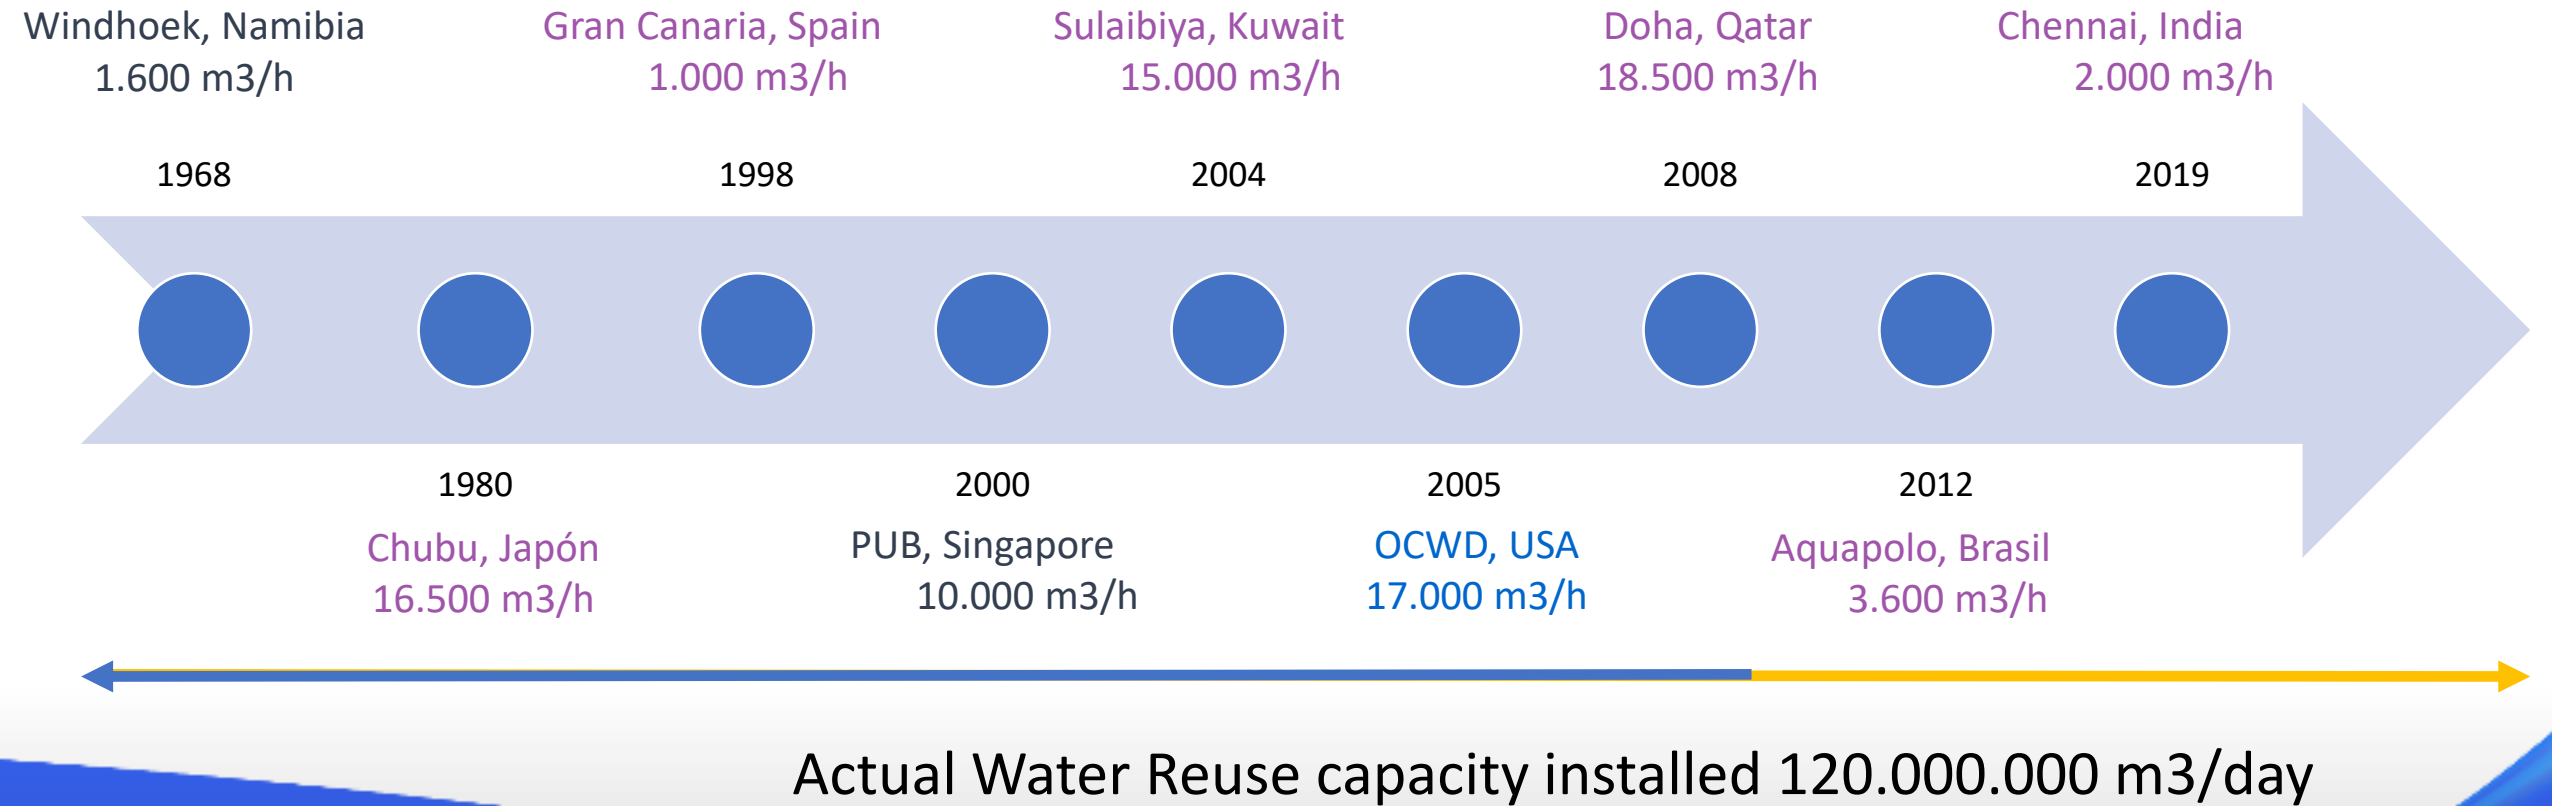 Windhoek, Namibia
1.600 m3/h
Gran Canaria, Spain
1.000 m3/h
Sulaibiya, Kuwait
15.000 m3/h
Doha, Qatar
18.500 m3/h
Chennai, India
2.000 m3/h
1968
1998
2004
2008
2019
1980
2000
2005
2012
Chubu, Japón
16.500 m3/h
PUB, Singapore
10.000 m3/h
OCWD, USA
17.000 m3/h
Aquapolo, Brasil
3.600 m3/h
Actual Water Reuse capacity installed 120.000.000 m3/day